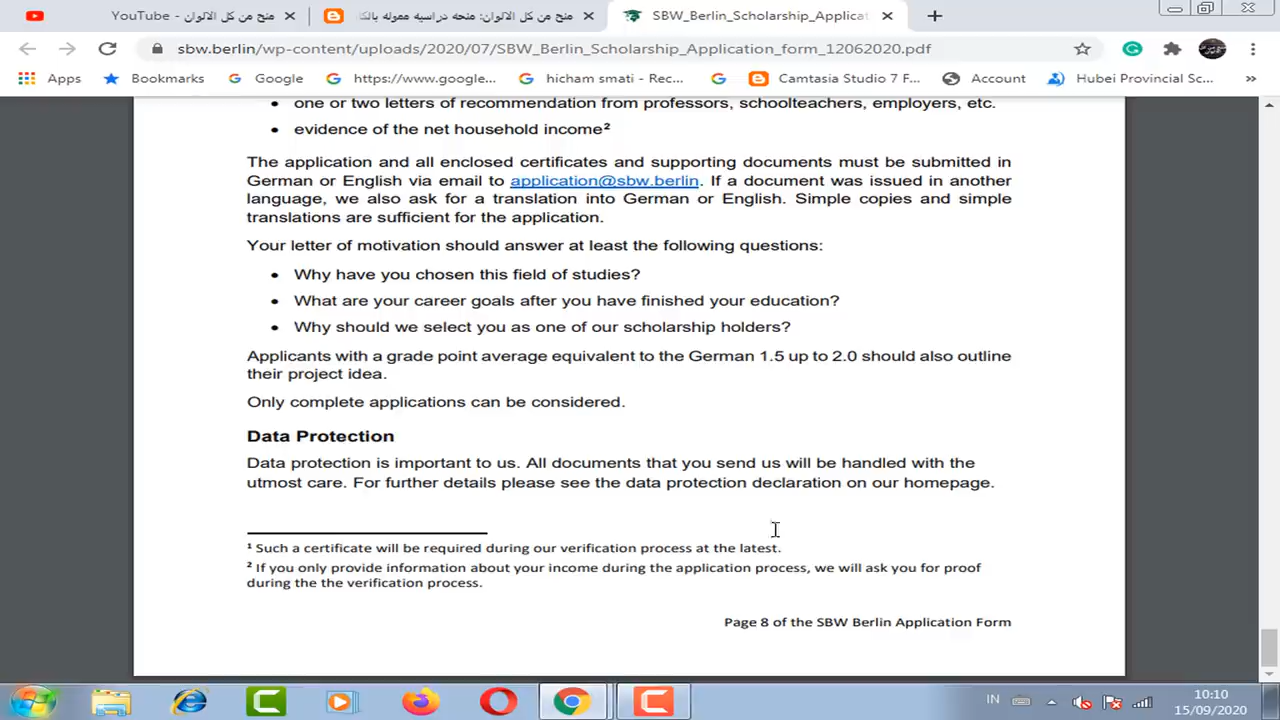 منح من كل الالوان - YouTube
منح من كل الالوان: منحة دراسية ممولة بالكا
SBW_Berlin_Scholarship_Applicat
sbw.berlin/wp-content/uploads/2020/07/SBW_Berlin_Scholarship_Application_form_12062020.pdf
Apps
Bookmarks
Google
https://www.google...
hicham smati - Rec...
Camtasia Studio 7 F...
Account
Hubei Provincial Sc...
»
• one or two letters of recommendation from professors, schoolteachers, employers, etc.
• evidence of the net household income²
The application and all enclosed certificates and supporting documents must be submitted in
German or English via email to application@sbw.berlin. If a document was issued in another
language, we also ask for a translation into German or English. Simple copies and simple
translations are sufficient for the application.
Your letter of motivation should answer at least the following questions:
• Why have you chosen this field of studies?
• What are your career goals after you have finished your education?
• Why should we select you as one of our scholarship holders?
Applicants with a grade point average equivalent to the German 1.5 up to 2.0 should also outline
their project idea.
Only complete applications can be considered.
Data Protection
Data protection is important to us. All documents that you send us will be handled with the
utmost care. For further details please see the data protection declaration on our homepage.
¹ Such a certificate will be required during our verification process at the latest.
² If you only provide information about your income during the application process, we will ask you for proof
during the the verification process.
Page 8 of the SBW Berlin Application Form
IN
10:10
15/09/2020